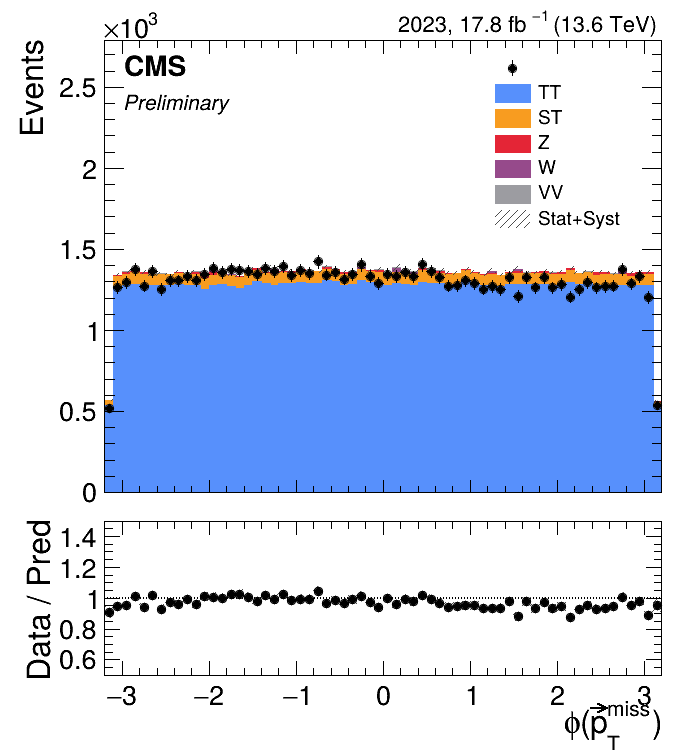 ×10³
2023, 17.8 fb⁻¹ (13.6 TeV)
Events
CMS
Preliminary
TT
ST
Z
W
VV
Stat+Syst
2.5
2
1.5
1
0.5
0
Data / Pred
1.4
1.2
1
0.8
0.6
−3 −2 −1 0 1 2 3
ϕ(p⃗_T^miss)